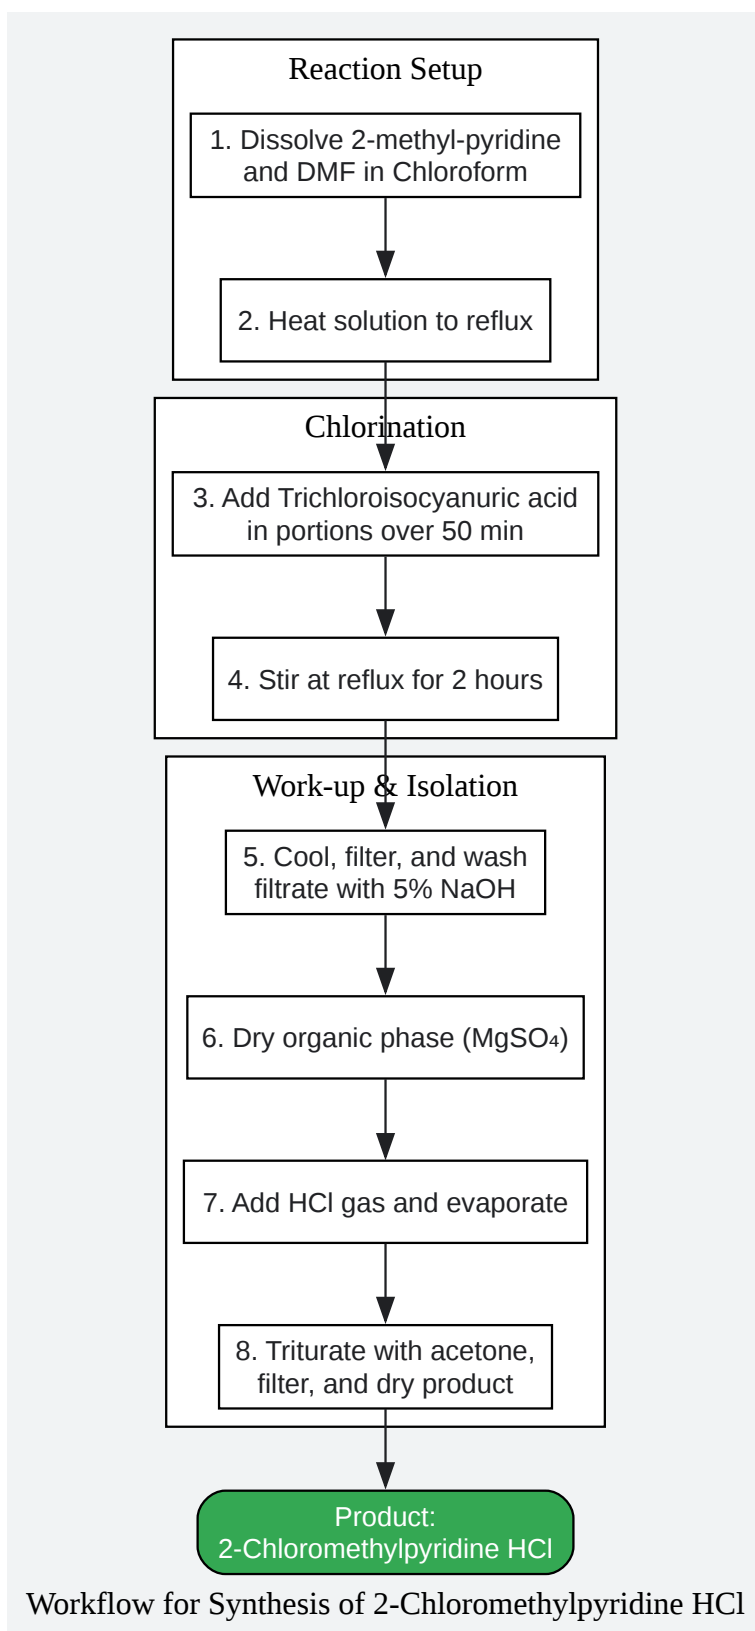 Reaction Setup
1. Dissolve 2-methyl-pyridine
and DMF in Chloroform
2. Heat solution to reflux
Chlorination
3. Add Trichloroisocyanuric acid
in portions over 50 min
4. Stir at reflux for 2 hours
Work-up & Isolation
5. Cool, filter, and wash
filtrate with 5% NaOH
6. Dry organic phase (MgSO₄)
7. Add HCl gas and evaporate
8. Triturate with acetone,
filter, and dry product
Product:
2-Chloromethylpyridine HCl
Workflow for Synthesis of 2-Chloromethylpyridine HCl